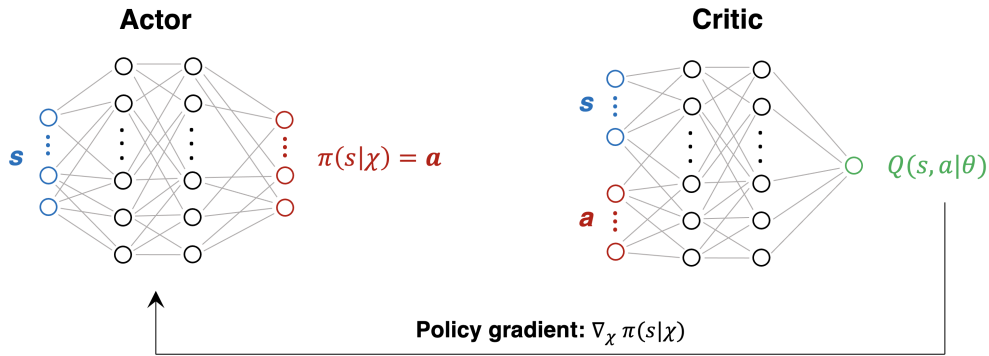 Actor
Critic
s
π(s|χ) = a
s
a
Q(s, a|θ)
Policy gradient: ∇χ π(s|χ)